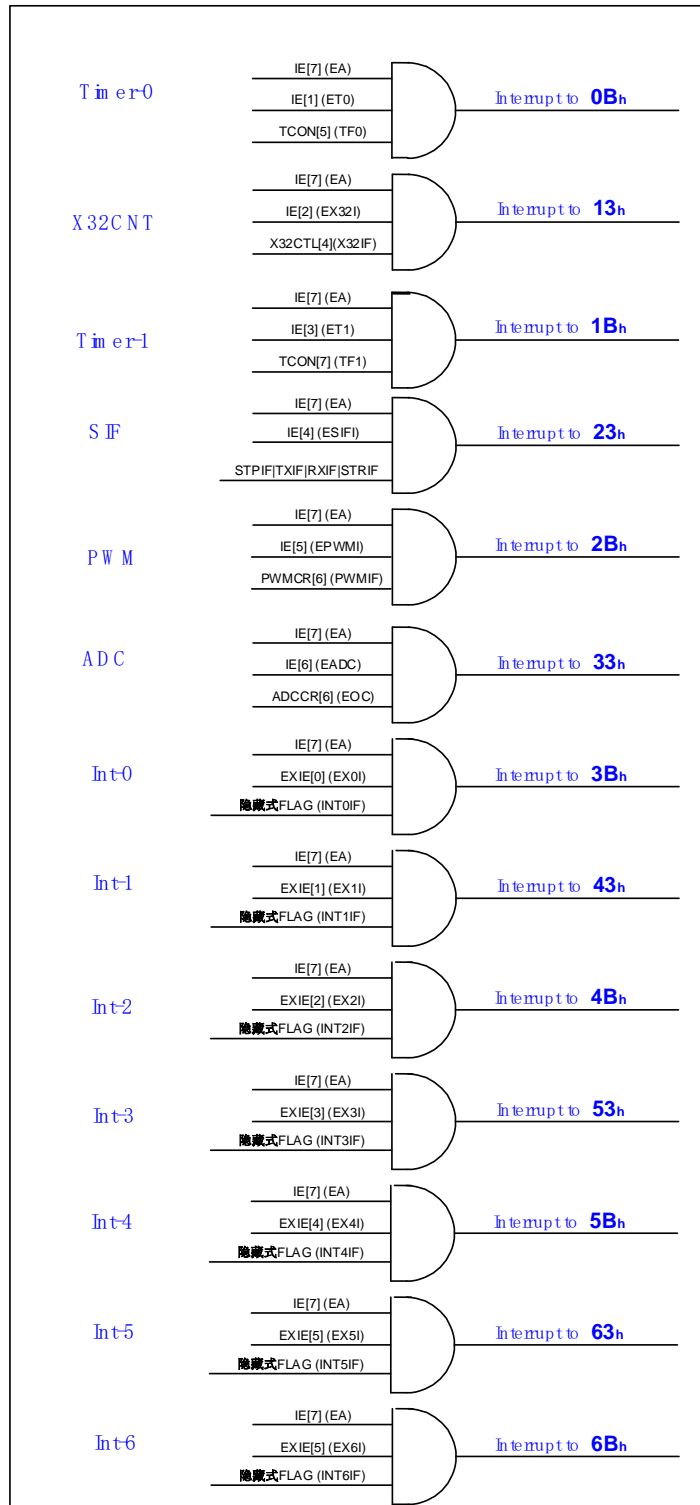 IE[7] (EA)
Timer-0
IE[1] (ET0)
Interrupt to 0Bh
TCON[5] (TF0)
IE[7] (EA)
X32CNT
IE[2] (EX32I)
Interrupt to 13h
X32CTL[4](X32IF)
IE[7] (EA)
Timer-1
IE[3] (ET1)
Interrupt to 1Bh
TCON[7] (TF1)
IE[7] (EA)
SIF
IE[4] (ESIFI)
Interrupt to 23h
STPIF|TXIF|RXIF|STRIF
IE[7] (EA)
PWM
IE[5] (EPWMI)
Interrupt to 2Bh
PWMCR[6] (PWMIF)
IE[7] (EA)
ADC
IE[6] (EADC)
Interrupt to 33h
ADCCR[6] (EOC)
IE[7] (EA)
Int-0
EXIE[0] (EX0I)
Interrupt to 3Bh
隐藏式FLAG (INT0IF)
IE[7] (EA)
Int-1
EXIE[1] (EX1I)
Interrupt to 43h
隐藏式FLAG (INT1IF)
IE[7] (EA)
Int-2
EXIE[2] (EX2I)
Interrupt to 4Bh
隐藏式FLAG (INT2IF)
IE[7] (EA)
Int-3
EXIE[3] (EX3I)
Interrupt to 53h
隐藏式FLAG (INT3IF)
IE[7] (EA)
Int-4
EXIE[4] (EX4I)
Interrupt to 5Bh
隐藏式FLAG (INT4IF)
IE[7] (EA)
Int-5
EXIE[5] (EX5I)
Interrupt to 63h
隐藏式FLAG (INT5IF)
IE[7] (EA)
Int-6
EXIE[5] (EX6I)
Interrupt to 6Bh
隐藏式FLAG (INT6IF)